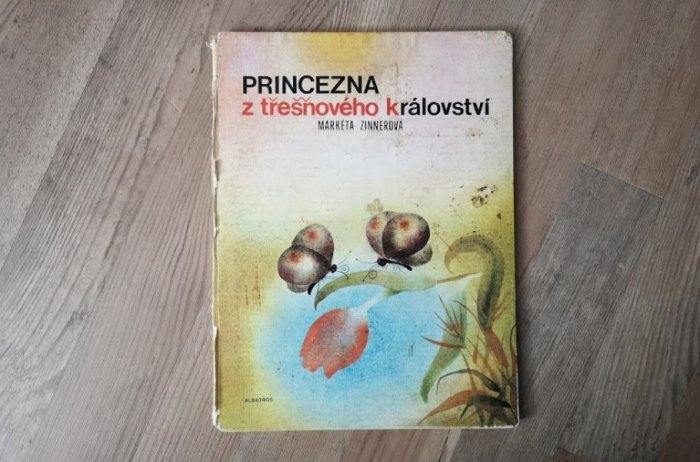 PRINCEZNA
z třešňového království
MARKÉTA ZINNEROVÁ
ALBATROS